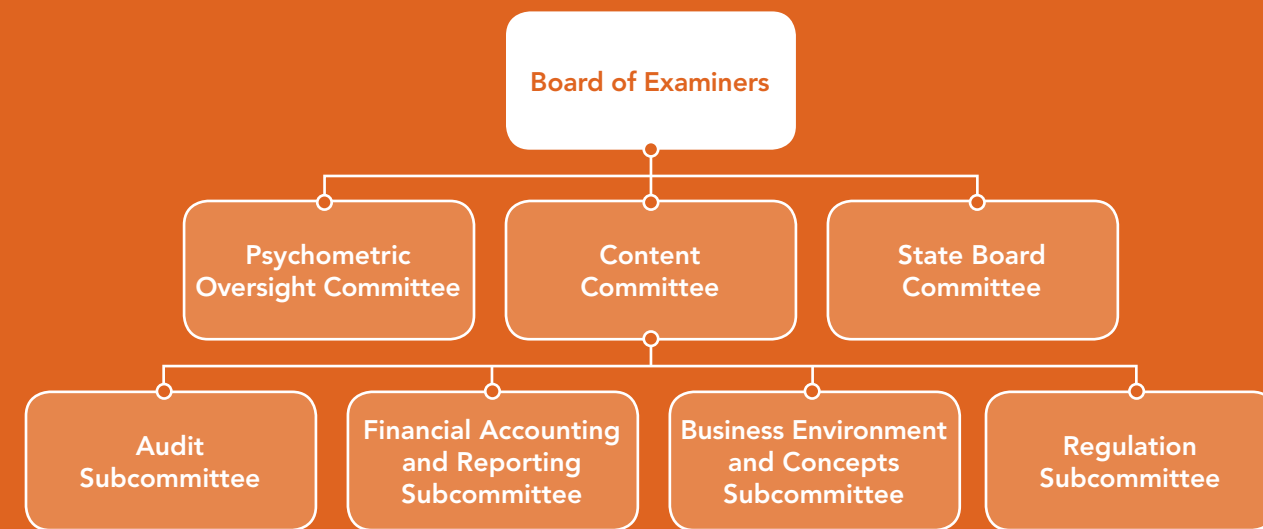 Board of Examiners
Psychometric
Oversight Committee
Content
Committee
State Board
Committee
Audit
Subcommittee
Financial Accounting
and Reporting
Subcommittee
Business Environment
and Concepts
Subcommittee
Regulation
Subcommittee